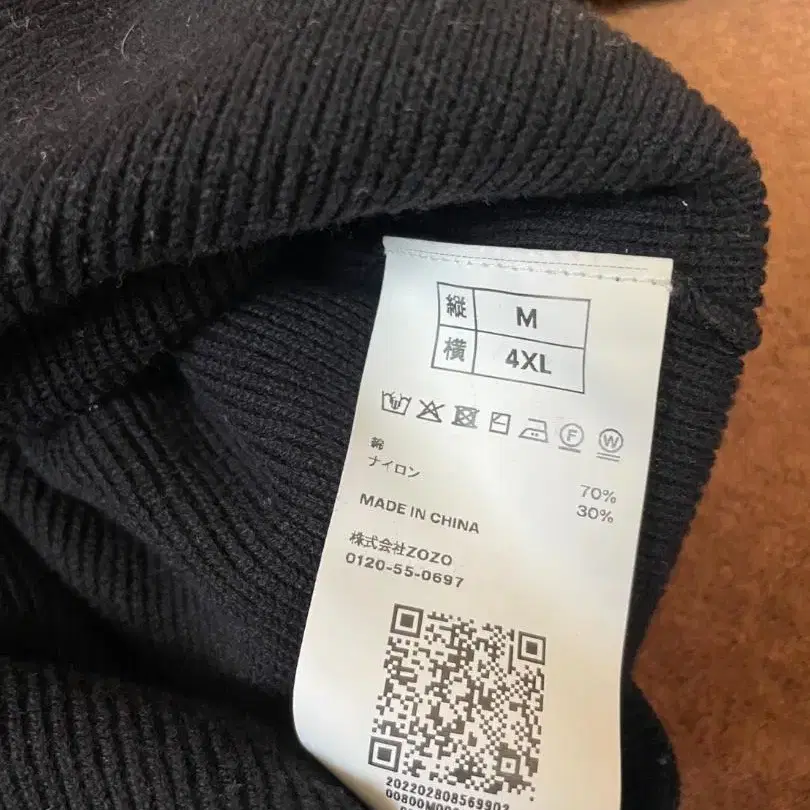 縦 M
横 4XL
F W
綿 70%
ナイロン 30%
MADE IN CHINA
株式会社ZOZO
0120-55-0697
202202808569902